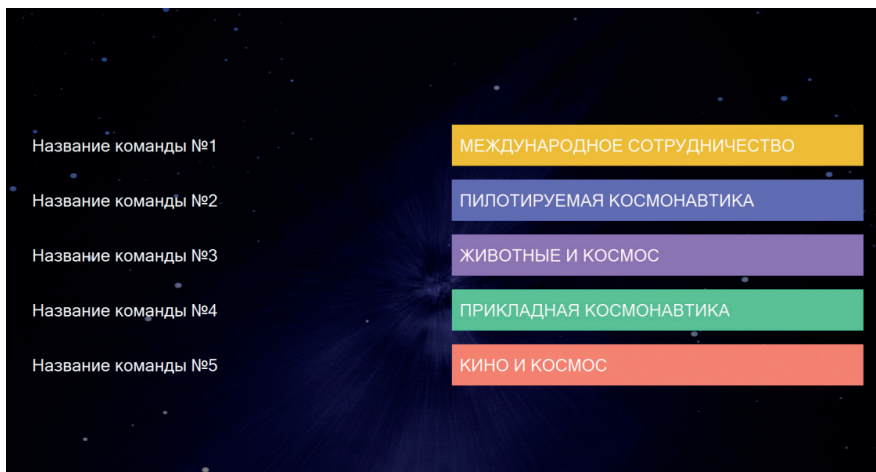 Название команды №1
МЕЖДУНАРОДНОЕ СОТРУДНИЧЕСТВО
Название команды №2
ПИЛОТИРУЕМАЯ КОСМОНАВТИКА
Название команды №3
ЖИВОТНЫЕ И КОСМОС
Название команды №4
ПРИКЛАДНАЯ КОСМОНАВТИКА
Название команды №5
КИНО И КОСМОС